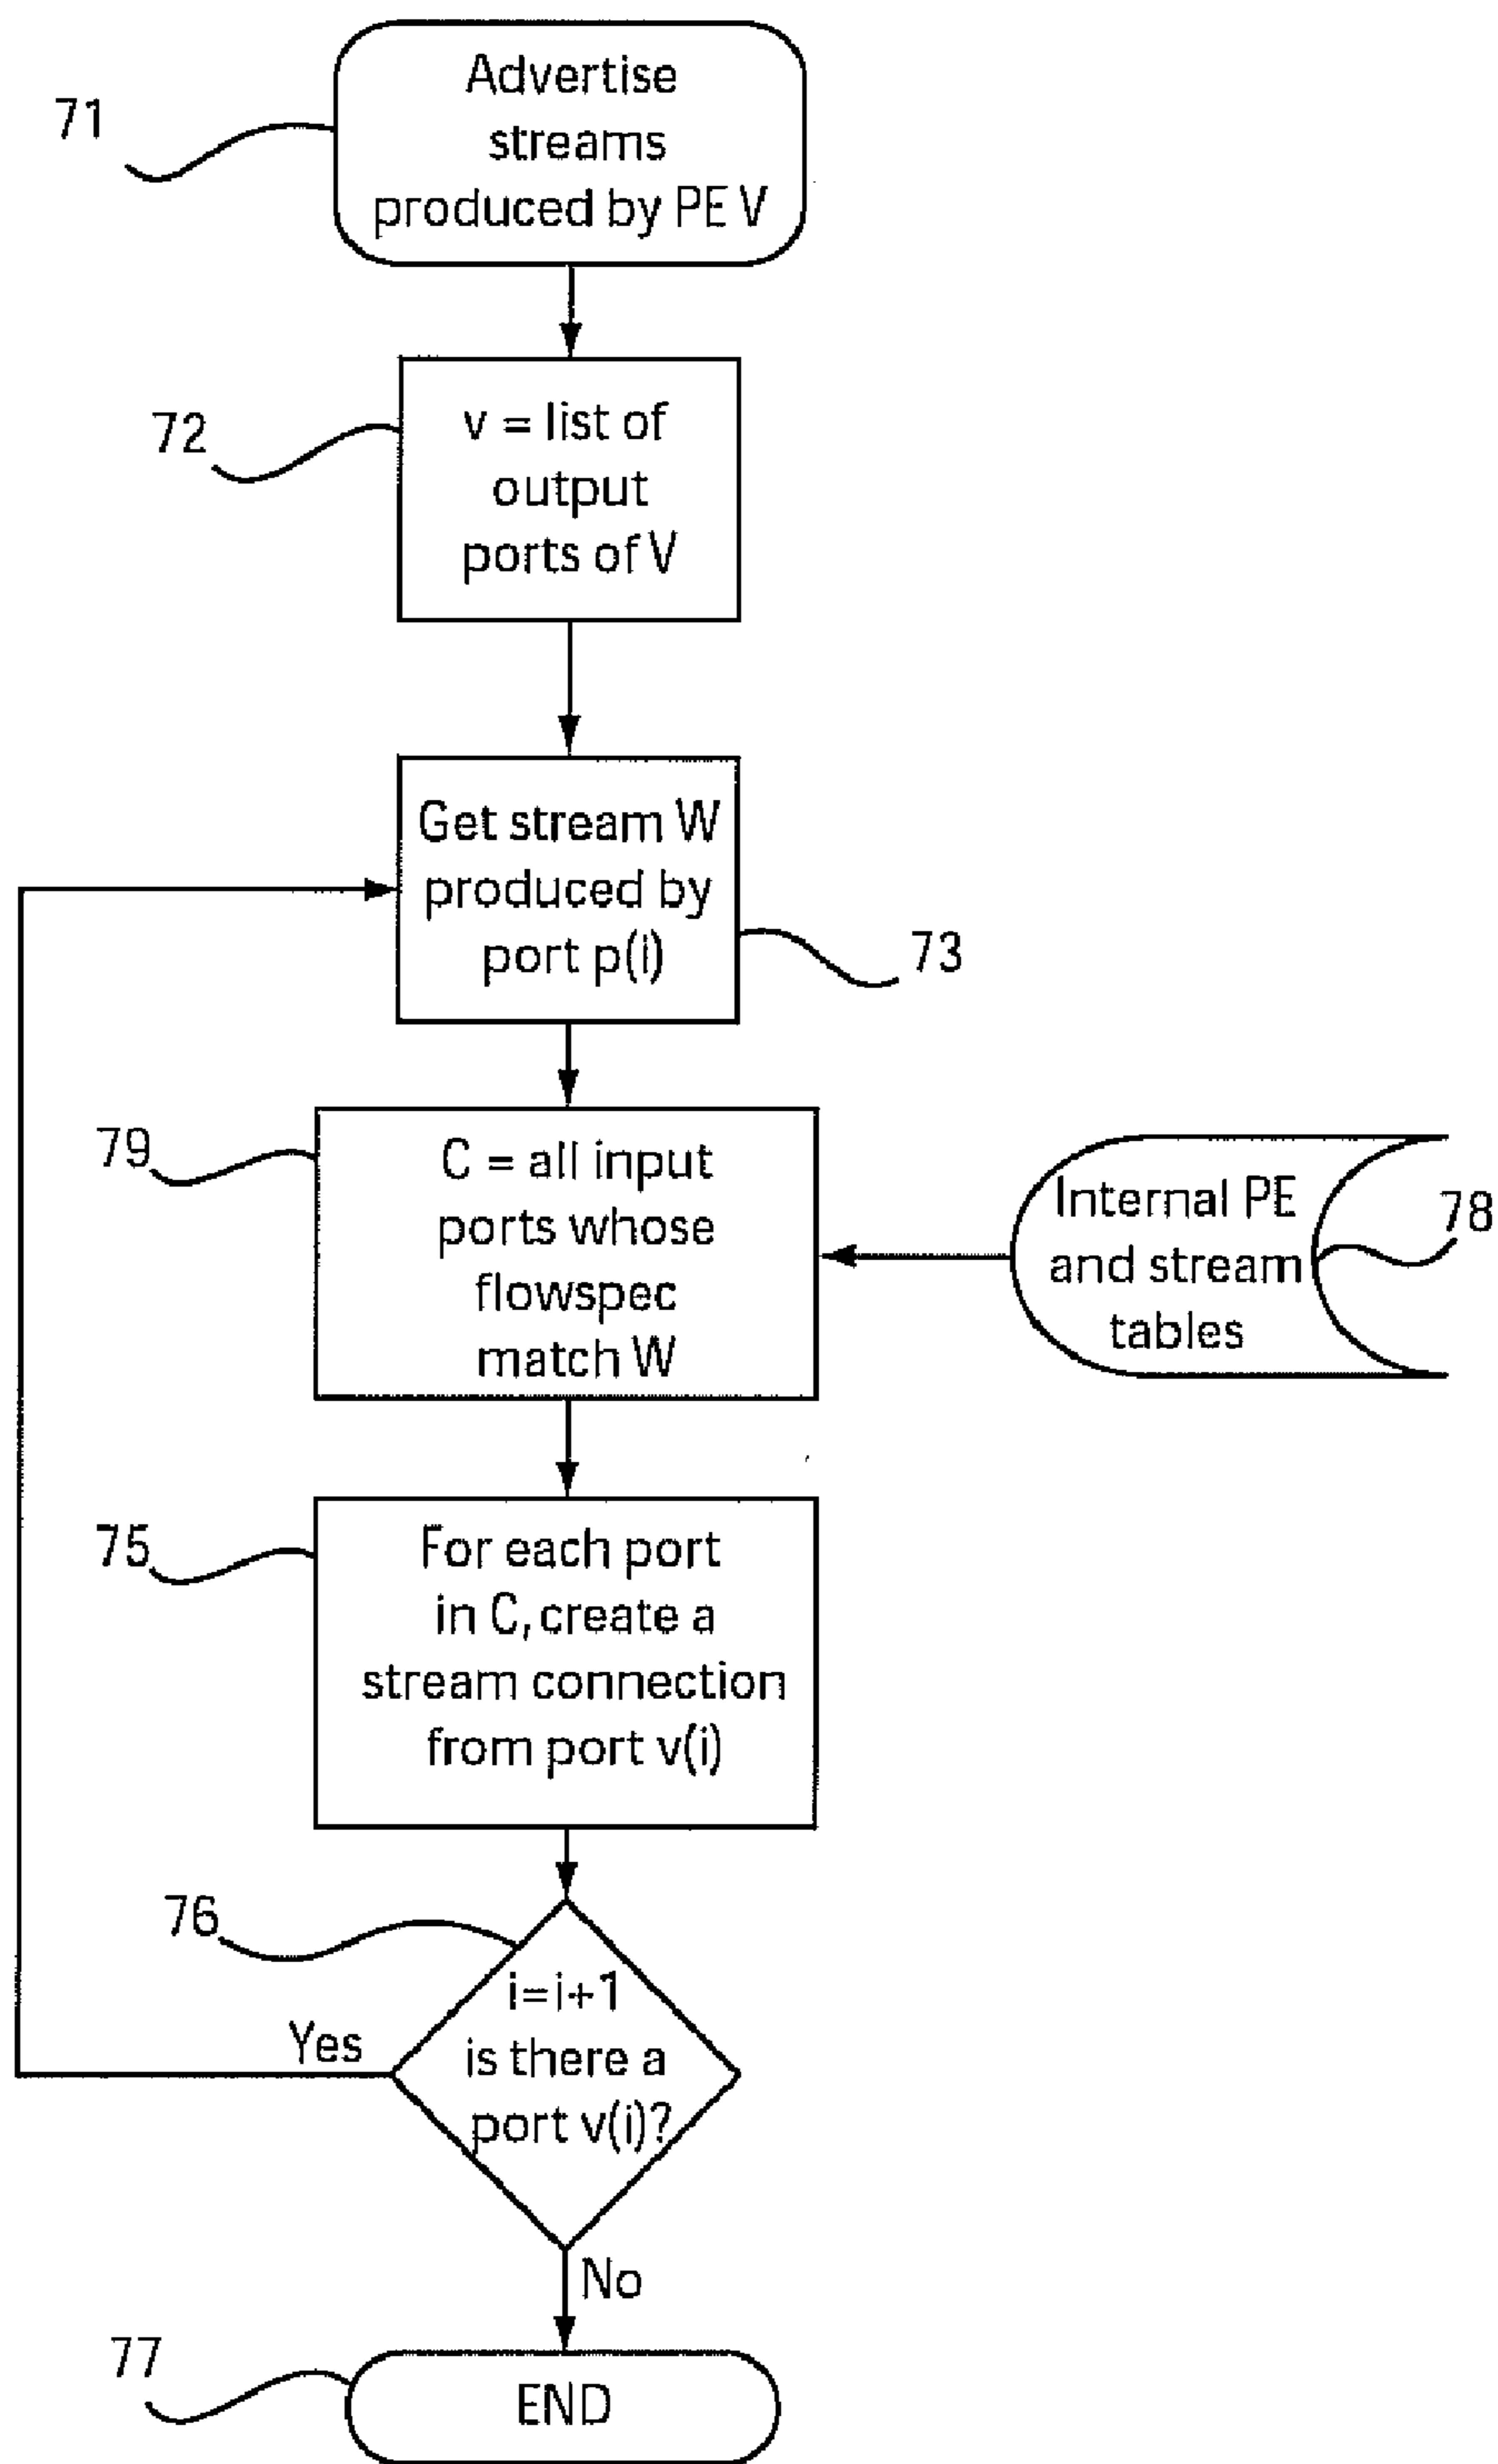 71
Advertise
streams
produced by PE V
72
v = list of
output
ports of V
Get stream W
produced by
port p(i)
73
79
C = all input
ports whose
flowspec
match W
Internal PE
and stream
tables
78
75
For each port
in C, create a
stream connection
from port v(i)
76
i=i+1
is there a
port v(i)?
Yes
No
77
END